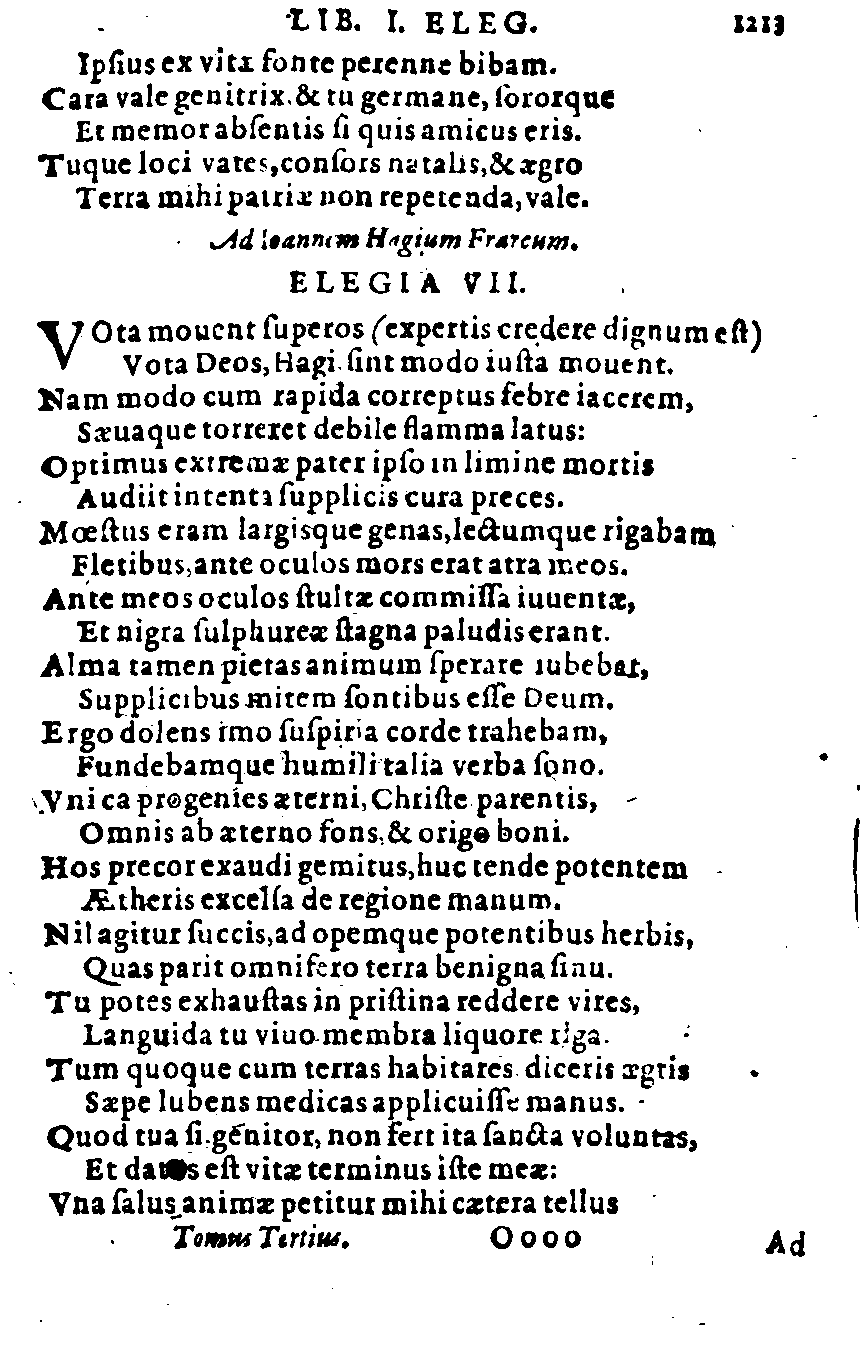 LIB. I. ELEG. 1213
Ipſius ex vitæ fonte perenne bibam.
Cara vale genitrix, & tu germane, ſororque
Et memor abſentis ſi quis amicus eris.
Tuque loci vates, conſors natalis, & ægro
Terra mihi patriæ non repetenda, vale.
Ad Ioannem Hagium Francum.
ELEGIA VII.
VOta mouent ſuperos (expertis credere dignum eſt)
Vota Deos, Hagi. ſint modo iuſta mouent.
Nam modo cum rapida correptus febre iacerem,
Sæuaque torreret debile flamma latus:
Optimus extremæ pater ipſo in limine mortis
Audiit intenta ſupplicis cura preces.
Mœſtus eram largisque genas, lectumque rigabam
Fletibus, ante oculos mors erat atra meos.
Ante meos oculos ſtultæ commiſſa iuuentæ,
Et nigra ſulphureæ ſtagna paludis erant.
Alma tamen pietas animum ſperare iubebat,
Supplicibus mitem ſontibus eſſe Deum.
Ergo dolens imo ſuſpiria corde trahebam,
Fundebamque humili talia verba ſono.
Vnica progenies æterni, Chriſte parentis,
Omnis ab æterno fons, & origo boni.
Hos precor exaudi gemitus, huc tende potentem
Ætheris excelſa de regione manum.
Nil agitur ſuccis, ad opemque potentibus herbis,
Quas parit omnifero terra benigna ſinu.
Tu potes exhauſtas in priſtina reddere vires,
Languida tu viuo membra liquore riga.
Tum quoque cum terras habitares diceris ægris
Sæpe lubens medicas applicuiſſe manus.
Quod tua ſi, genitor, non fert ita ſancta voluntas,
Et datus eſt vitæ terminus iſte meæ:
Vna ſalus animæ petitur mihi cætera tellus
Tomus Tertius. Oooo Ad